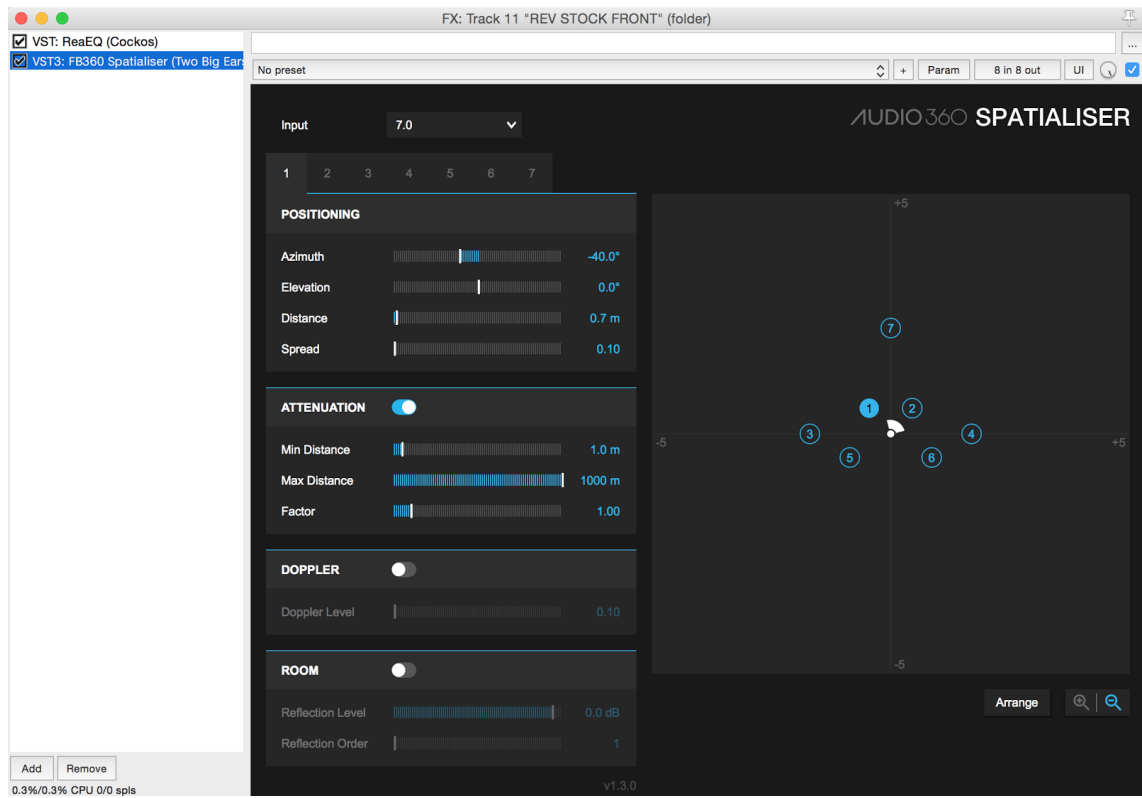 FX: Track 11 "REV STOCK FRONT" (folder)
VST: ReaEQ (Cockos)
VST3: FB360 Spatialiser (Two Big Ears
...
No preset
+
Param
8 in 8 out
UI
Input
7.0
AUDIO360 SPATIALISER
1 2 3 4 5 6 7
POSITIONING
Azimuth -40.0°
Elevation 0.0°
Distance 0.7 m
Spread 0.10
ATTENUATION
Min Distance 1.0 m
Max Distance 1000 m
Factor 1.00
DOPPLER
Doppler Level 0.10
ROOM
Reflection Level 0.0 dB
Reflection Order 1
v1.3.0
+5
7
1 2
-5 3 4 +5
5 6
-5
Arrange
Add Remove
0.3%/0.3% CPU 0/0 spls